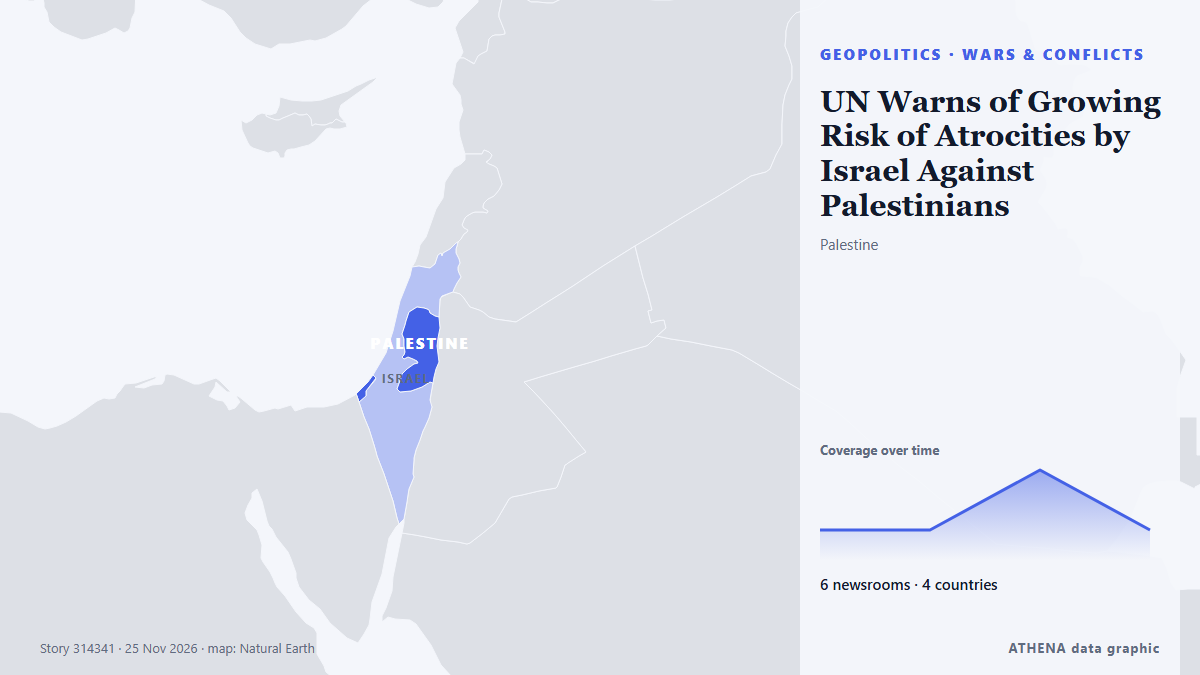 GEOPOLITICS · WARS & CONFLICTS
UN Warns of Growing
Risk of Atrocities by
Israel Against
Palestinians
Palestine
PALESTINE
ISRAEL
Coverage over time
6 newsrooms · 4 countries
Story 314341 · 25 Nov 2026 · map: Natural Earth
ATHENA data graphic